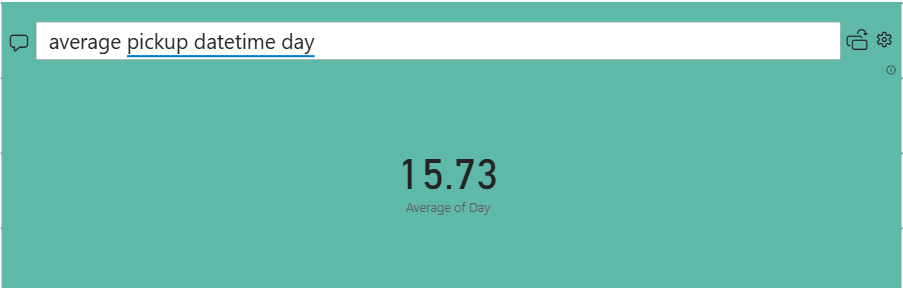 average pickup datetime day
15.73
Average of Day